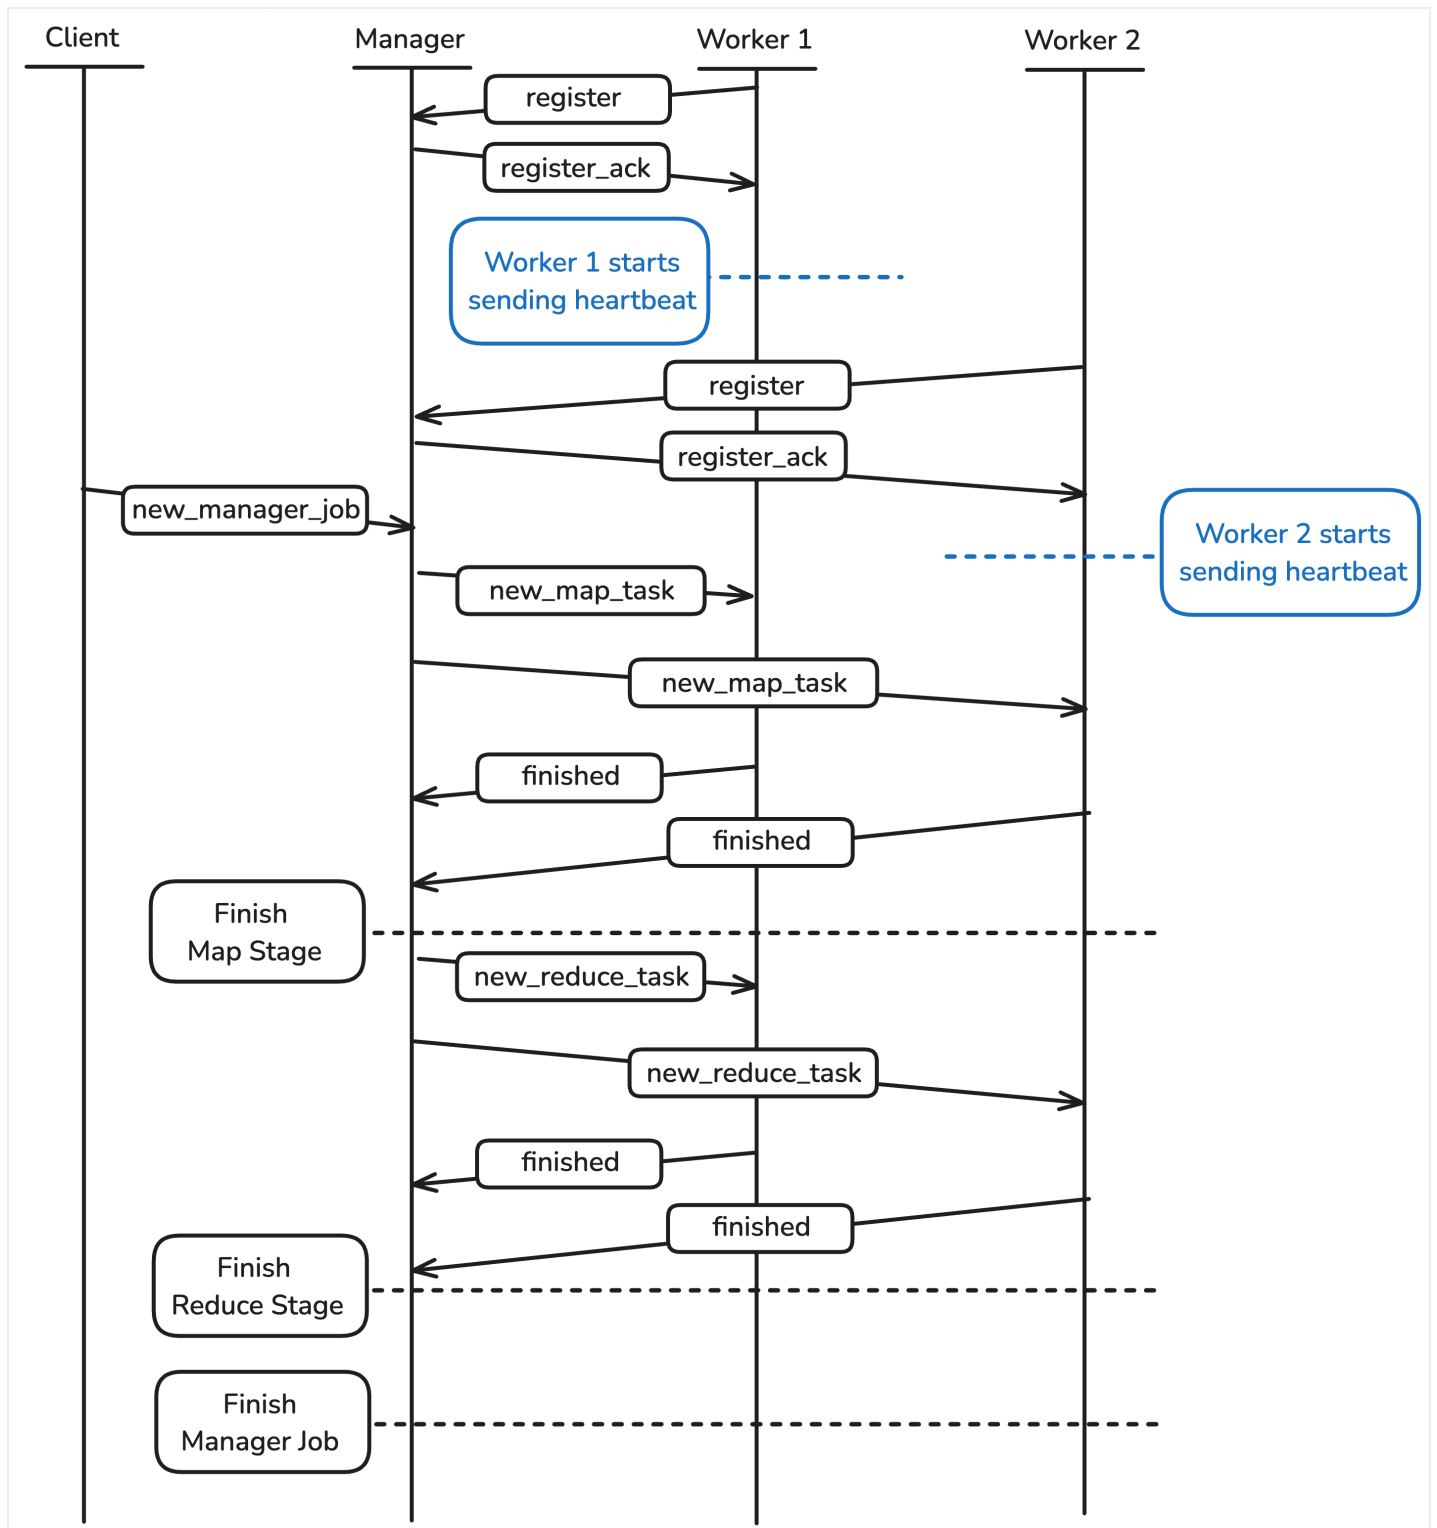 Client
Manager
Worker 1
Worker 2
register
register_ack
Worker 1 starts
sending heartbeat
register
register_ack
new_manager_job
Worker 2 starts
sending heartbeat
new_map_task
new_map_task
finished
finished
Finish
Map Stage
new_reduce_task
new_reduce_task
finished
finished
Finish
Reduce Stage
Finish
Manager Job